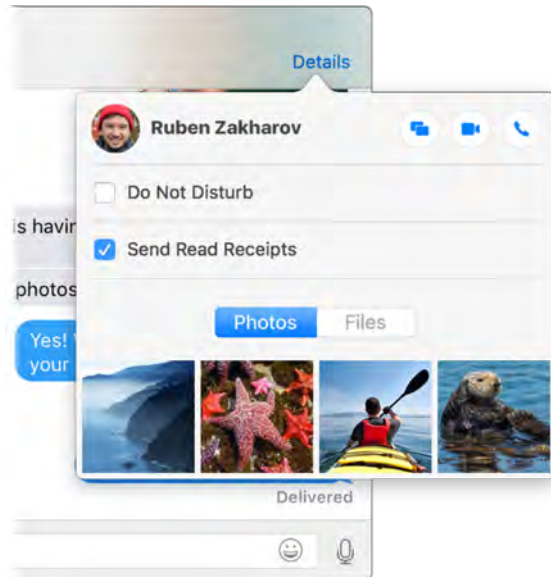 Details
Ruben Zakharov
Do Not Disturb
is havin
Send Read Receipts
photos
Photos
Files
Yes!
your
Delivered